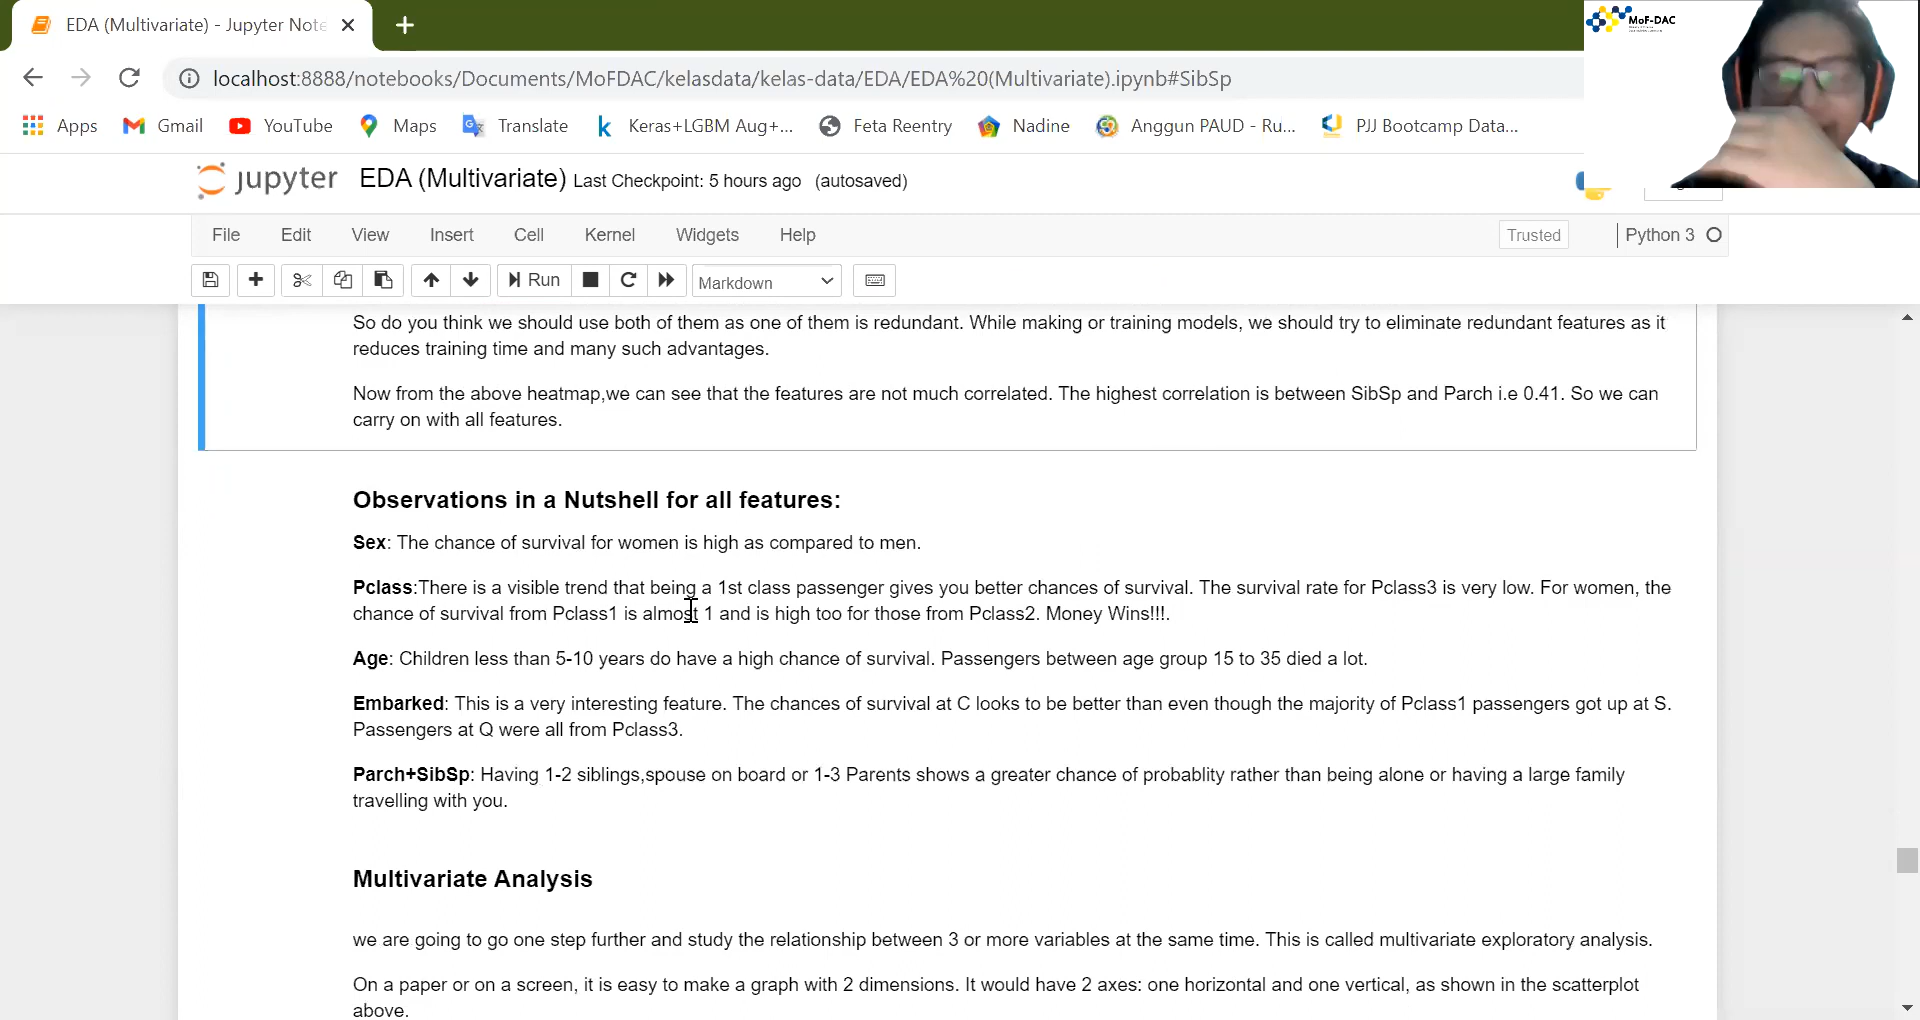 EDA (Multivariate) - Jupyter Note
MoF-DAC
localhost:8888/notebooks/Documents/MoFDAC/kelasdata/kelas-data/EDA/EDA%20(Multivariate).ipynb#SibSp
Apps Gmail YouTube Maps Translate Keras+LGBM Aug+... Feta Reentry Nadine Anggun PAUD - Ru... PJJ Bootcamp Data...
jupyter EDA (Multivariate) Last Checkpoint: 5 hours ago (autosaved)
File Edit View Insert Cell Kernel Widgets Help Trusted Python 3
Run Markdown
So do you think we should use both of them as one of them is redundant. While making or training models, we should try to eliminate redundant features as it
reduces training time and many such advantages.
Now from the above heatmap,we can see that the features are not much correlated. The highest correlation is between SibSp and Parch i.e 0.41. So we can
carry on with all features.
Observations in a Nutshell for all features:
Sex: The chance of survival for women is high as compared to men.
Pclass:There is a visible trend that being a 1st class passenger gives you better chances of survival. The survival rate for Pclass3 is very low. For women, the
chance of survival from Pclass1 is almost 1 and is high too for those from Pclass2. Money Wins!!!.
Age: Children less than 5-10 years do have a high chance of survival. Passengers between age group 15 to 35 died a lot.
Embarked: This is a very interesting feature. The chances of survival at C looks to be better than even though the majority of Pclass1 passengers got up at S.
Passengers at Q were all from Pclass3.
Parch+SibSp: Having 1-2 siblings,spouse on board or 1-3 Parents shows a greater chance of probablity rather than being alone or having a large family
travelling with you.
Multivariate Analysis
we are going to go one step further and study the relationship between 3 or more variables at the same time. This is called multivariate exploratory analysis.
On a paper or on a screen, it is easy to make a graph with 2 dimensions. It would have 2 axes: one horizontal and one vertical, as shown in the scatterplot
above.